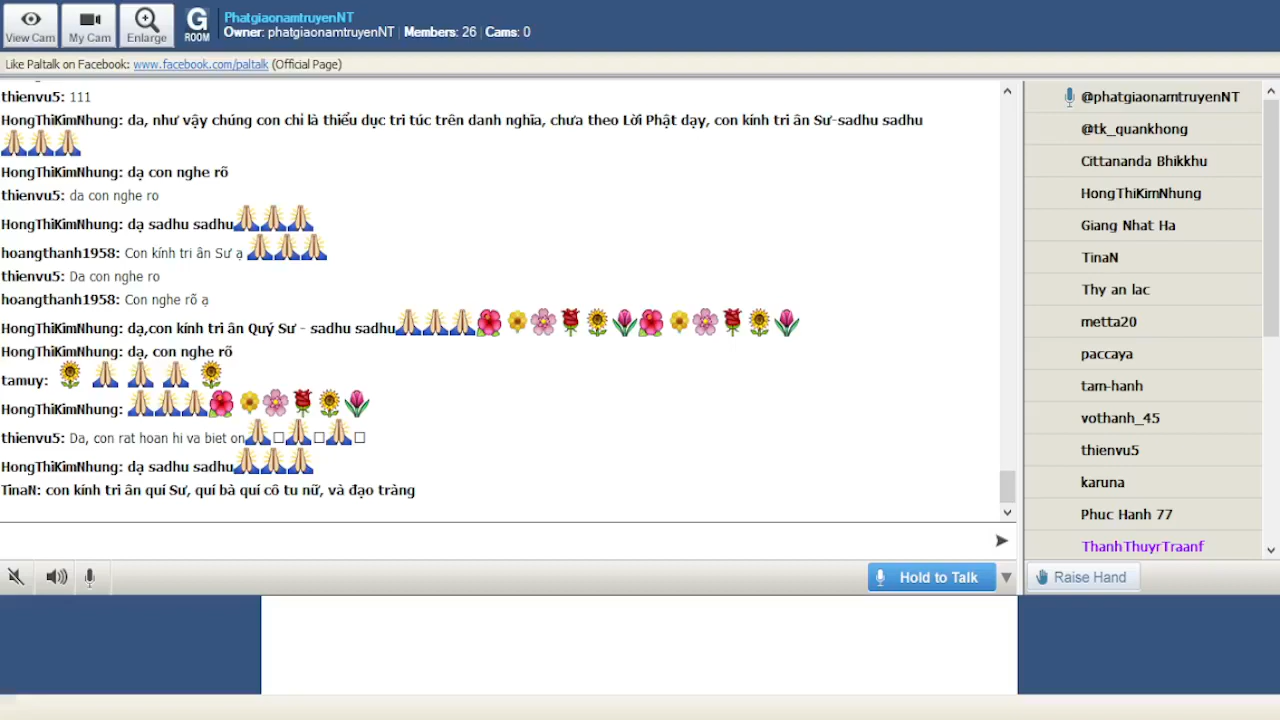 View Cam
My Cam
Enlarge
G
ROOM
PhatgiaonamtruyenNT
Owner: phatgiaonamtruyenNT | Members: 26 | Cams: 0
Like Paltalk on Facebook: www.facebook.com/paltalk (Official Page)
thienvu5: 111
HongThiKimNhung: da, như vậy chúng con chỉ là thiểu dục tri túc trên danh nghĩa, chưa theo Lời Phật dạy, con kính tri ân Sư-sadhu sadhu
HongThiKimNhung: dạ con nghe rõ
thienvu5: da con nghe ro
HongThiKimNhung: dạ sadhu sadhu
hoangthanh1958: Con kính tri ân Sư ạ
thienvu5: Da con nghe ro
hoangthanh1958: Con nghe rõ ạ
HongThiKimNhung: dạ,con kính tri ân Quý Sư - sadhu sadhu
HongThiKimNhung: dạ, con nghe rõ
tamuy:
HongThiKimNhung:
thienvu5: Da, con rat hoan hi va biet on
HongThiKimNhung: dạ sadhu sadhu
TinaN: con kính tri ân quí Sư, quí bà quí cô tu nữ, và đạo tràng
Hold to Talk
@phatgiaonamtruyenNT
@tk_quankhong
Cittananda Bhikkhu
HongThiKimNhung
Giang Nhat Ha
TinaN
Thy an lac
metta20
paccaya
tam-hanh
vothanh_45
thienvu5
karuna
Phuc Hanh 77
ThanhThuyrTraanf
Raise Hand